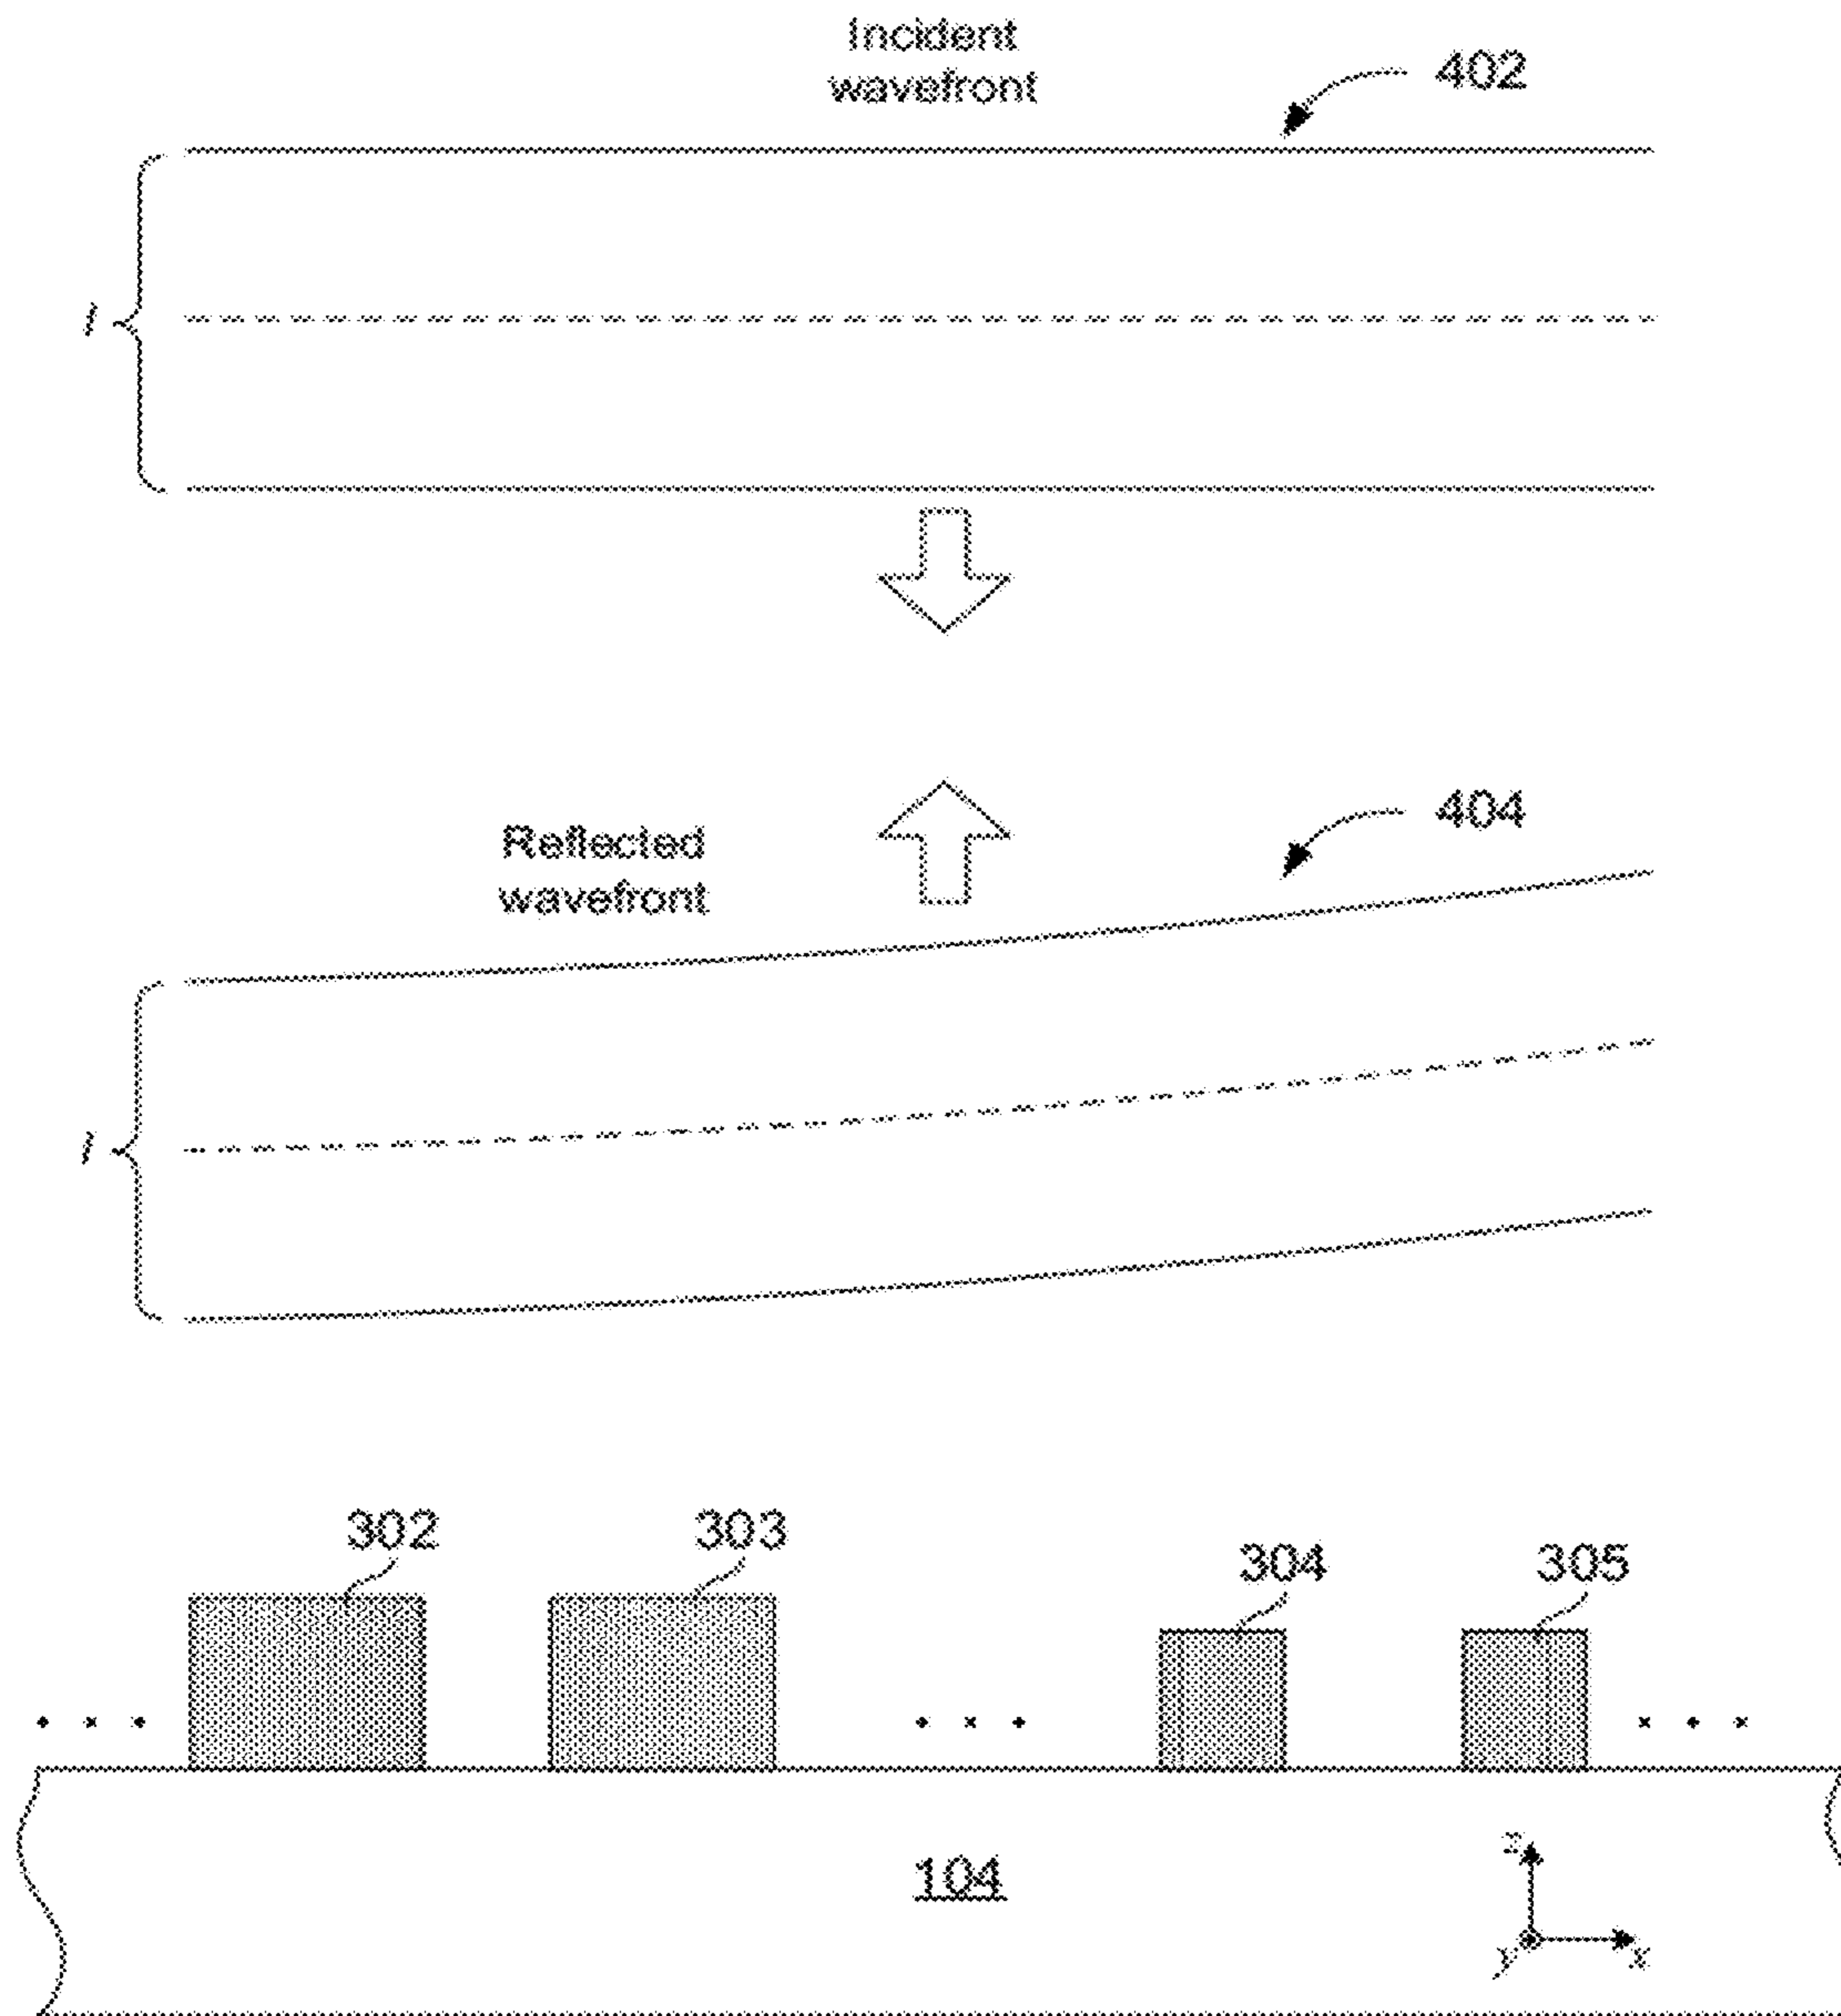 Incident
wavefront
402
l
Reflected
wavefront
404
l
302
303
304
305
104
z
y
x